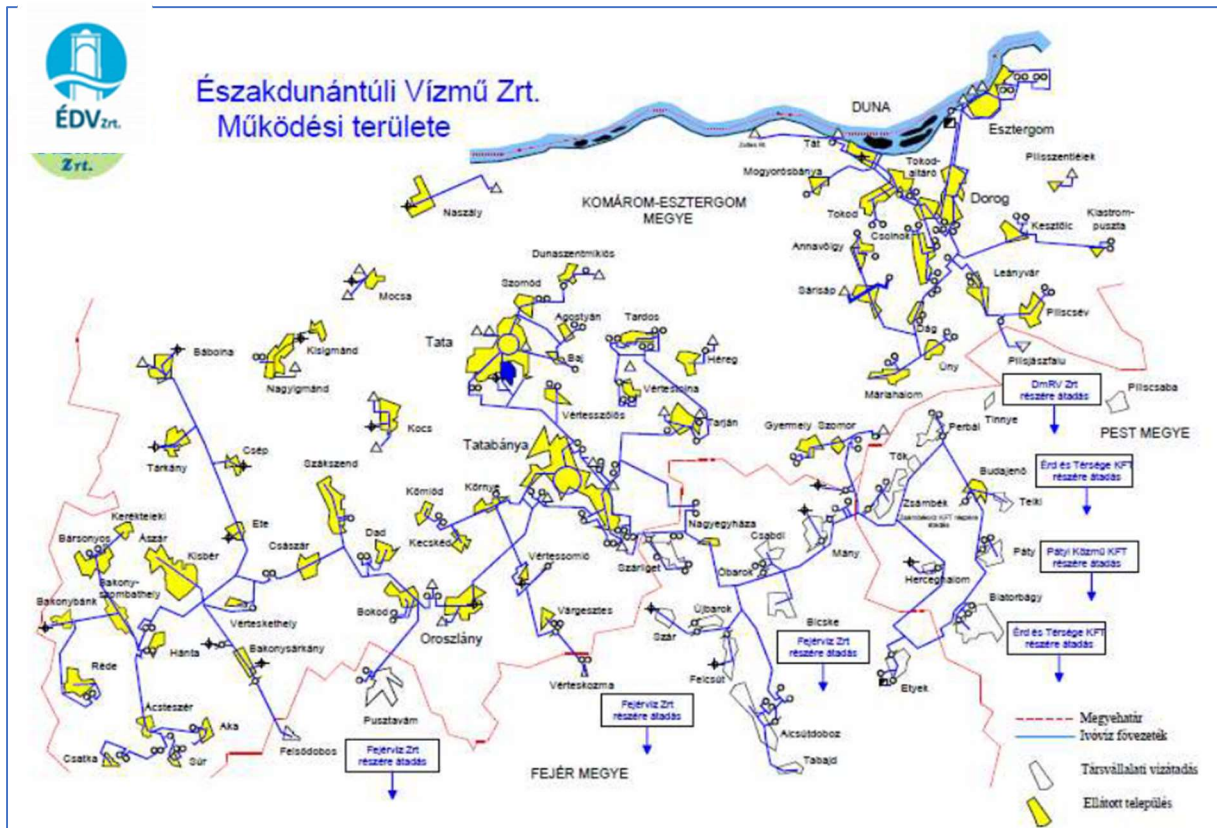 ÉDV Zrt.
Zrt.
Északdunántúli Vízmű Zrt.
Működési területe
DUNA
Esztergom
Tát
Tokod-
altáró
Pilisszentlélek
Mogyorósbánya
Dorog
Naszály
KOMÁROM-ESZTERGOM
MEGYE
Tokod
Csolnok
Kesztölc
Klastrom-
puszta
Annavölgy
Dunaszentmiklós
Szomód
Leányvár
Mocsa
Sárisáp
Piliscsév
Agostyán
Tardos
Dág
Tata
Kisigmánd
Bábolna
Baj
Héreg
Úny
Pilisjászfalu
Nagyigmánd
Máriahalom
DmRV Zrt
részére átadás
Piliscsaba
Vértestolna
Vértesszőlős
Tinnye
Kocs
Tarján
Gyermely
Szomor
Perbál
PEST MEGYE
Tatabánya
Tárkány
Csép
Szákszend
Tök
Budajenő
Érd és Térsége KFT
részére átadás
Kömlőd
Környe
Telki
Zsámbék
Kerékteleki
Ete
Nagyegyháza
Bársonyos
Ászár
Dad
Kecskéd
Csabdi
Kisbér
Császár
Mány
Páty
Pátyi Közmű KFT
részére átadás
Vértessomló
Szárliget
Óbarok
Herceghalom
Bakony-
szombathely
Bakonybánk
Bokod
Várgesztes
Biatorbágy
Vérteskethely
Oroszlány
Szár
Újbarok
Bicske
Érd és Térsége KFT
részére átadás
Hánta
Bakonysárkány
Fejérvíz Zrt
részére átadás
Réde
Felcsút
Etyek
Vérteskozma
Ácsteszér
Pusztavám
Fejérvíz Zrt
részére átadás
Aka
Alcsútdoboz
Megyehatár
Ivóvíz fővezeték
Csatka
Súr
Felsődobos
Fejérvíz Zrt
részére átadás
Tabajd
Társvállalati vízátadás
FEJÉR MEGYE
Ellátott település